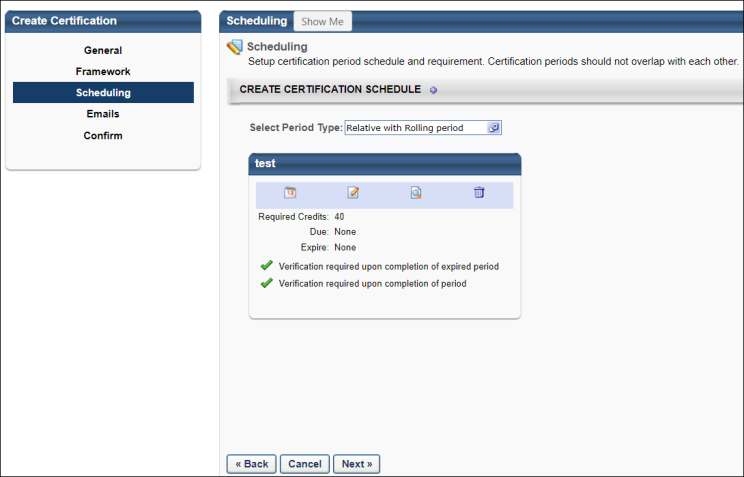 Create Certification
General
Framework
Scheduling
Emails
Confirm
Scheduling Show Me
Scheduling
Setup certification period schedule and requirement. Certification periods should not overlap with each other.
CREATE CERTIFICATION SCHEDULE
Select Period Type: Relative with Rolling period
test
Required Credits: 40
Due: None
Expire: None
Verification required upon completion of expired period
Verification required upon completion of period
« Back Cancel Next »